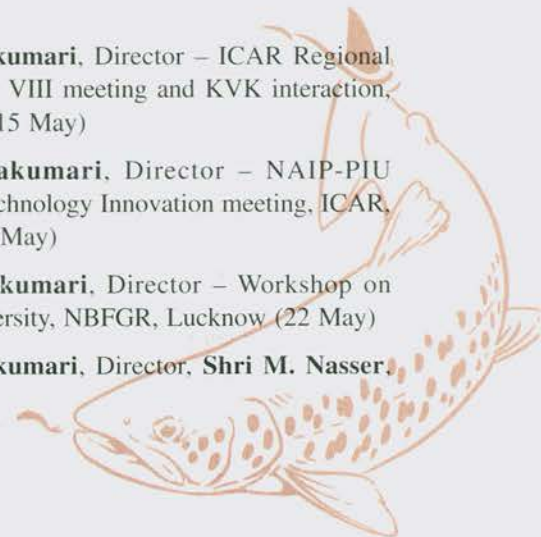 kumari, Director – ICAR Regional
VIII meeting and KVK interaction,
15 May)
akumari, Director – NAIP-PIU
chnology Innovation meeting, ICAR,
May)
kumari, Director – Workshop on
ersity, NBFGR, Lucknow (22 May)
kumari, Director, Shri M. Nasser,